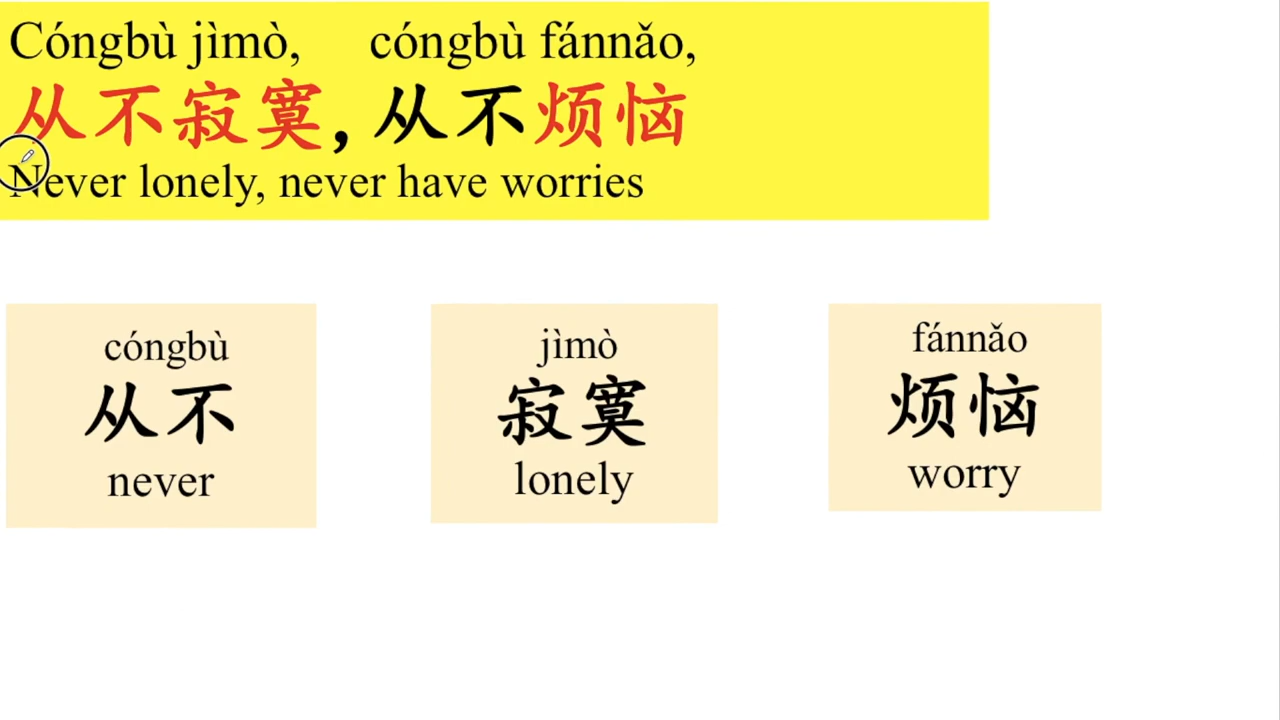 Cóngbù jìmò, cóngbù fánnǎo,
从不寂寞,从不烦恼
Never lonely, never have worries
cóngbù
从不
never
jìmò
寂寞
lonely
fánnǎo
烦恼
worry